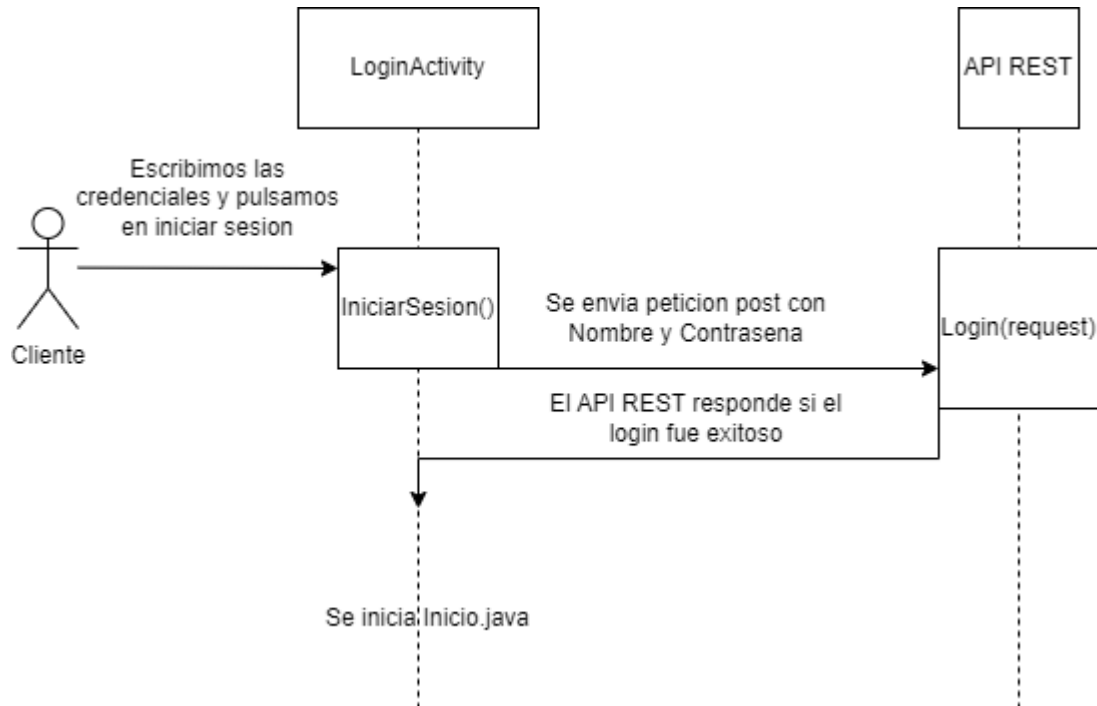 LoginActivity
API REST
Escribimos las
credenciales y pulsamos
en iniciar sesion
Cliente
IniciarSesion()
Se envia peticion post con
Nombre y Contrasena
Login(request)
El API REST responde si el
login fue exitoso
Se inicia Inicio.java